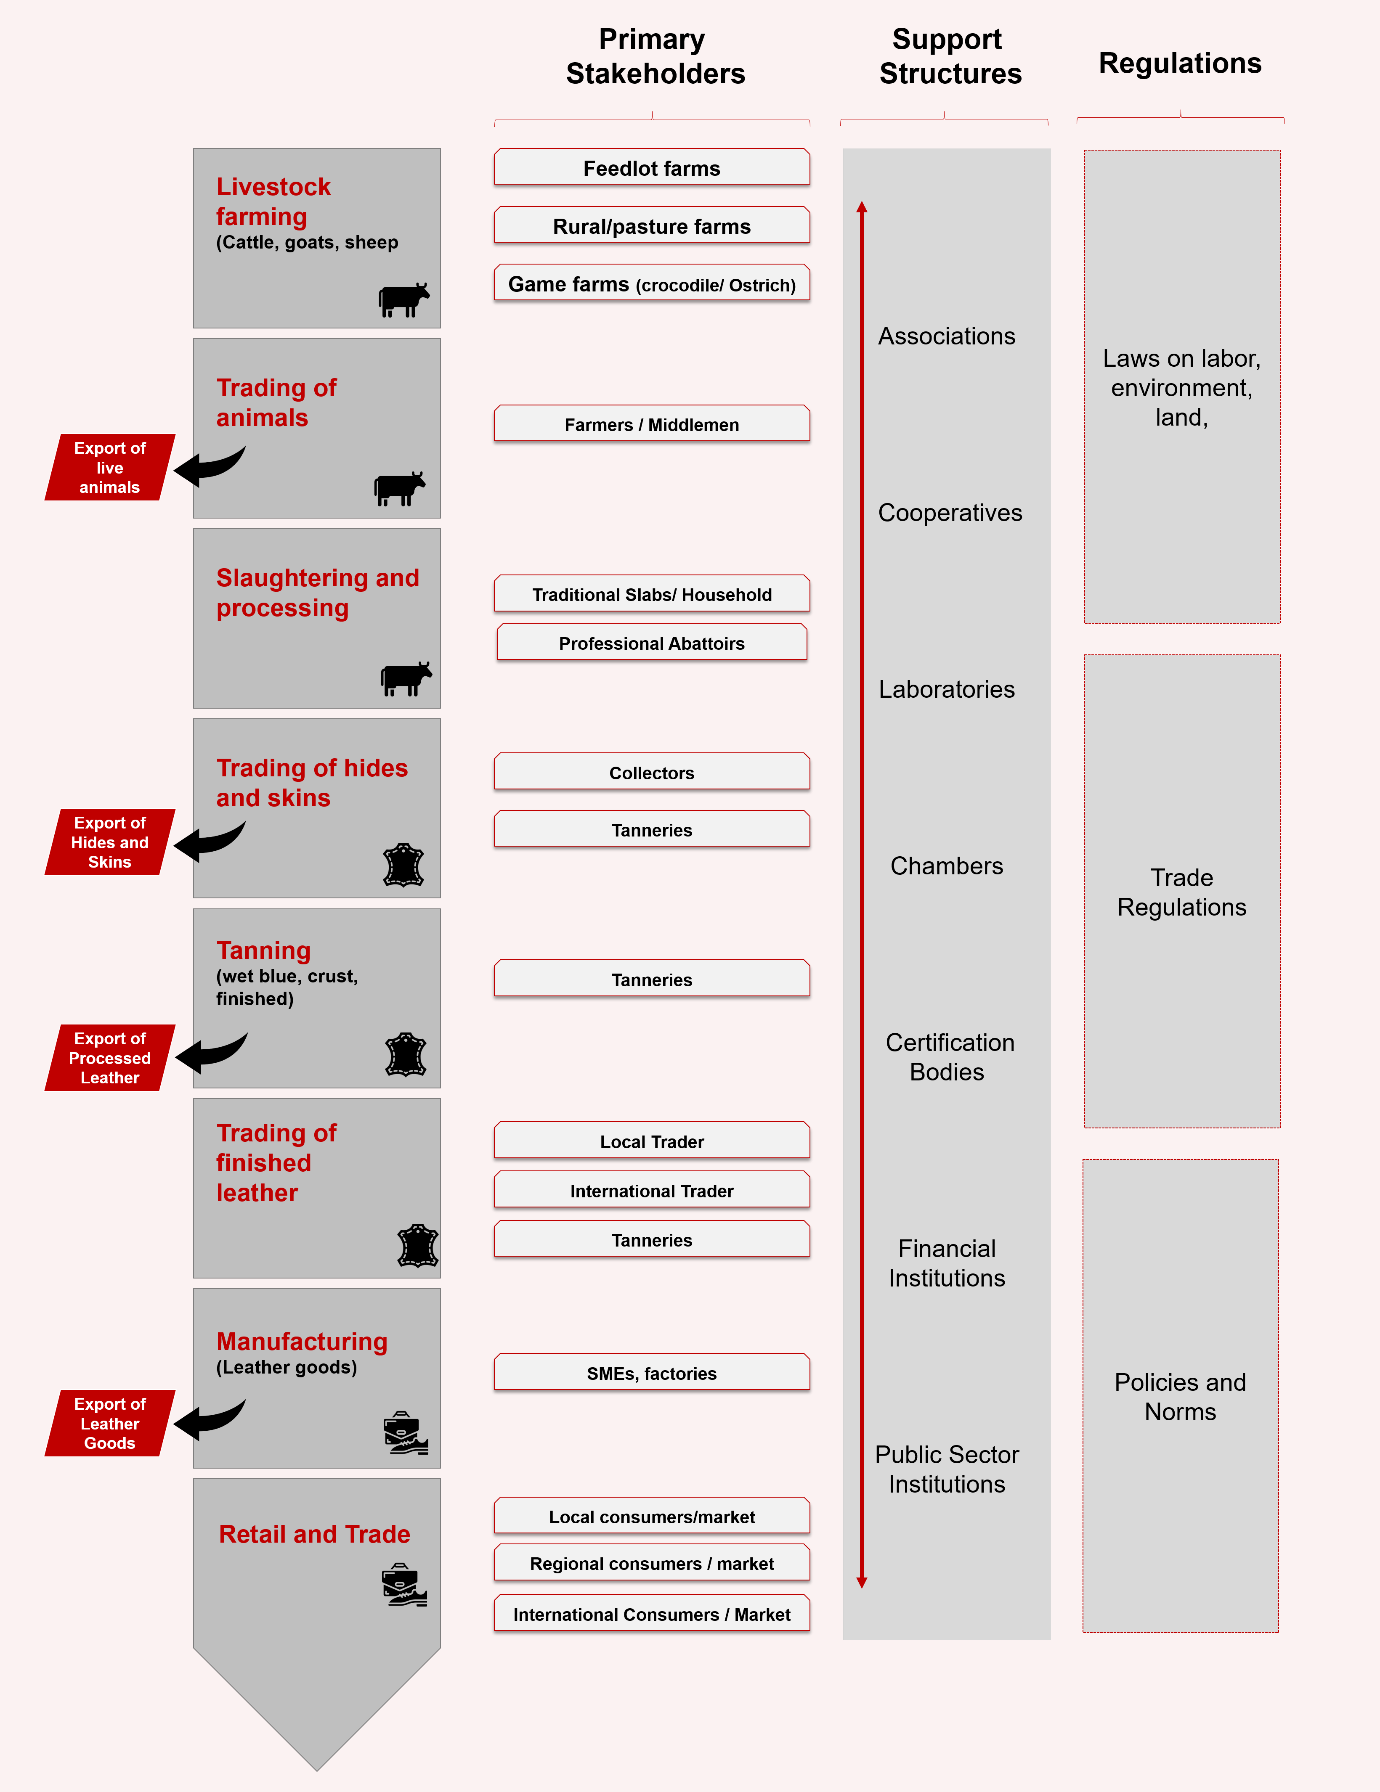 Primary
Stakeholders
Support
Structures
Regulations
Livestock
farming
(Cattle, goats, sheep
Feedlot farms
Rural/pasture farms
Game farms (crocodile/ Ostrich)
Trading of
animals
Export of
live
animals
Farmers / Middlemen
Slaughtering and
processing
Traditional Slabs/ Household
Professional Abattoirs
Trading of hides
and skins
Export of
Hides and
Skins
Collectors
Tanneries
Tanning
(wet blue, crust,
finished)
Export of
Processed
Leather
Tanneries
Trading of
finished
leather
Local Trader
International Trader
Tanneries
Manufacturing
(Leather goods)
Export of
Leather
Goods
SMEs, factories
Retail and Trade
Local consumers/market
Regional consumers / market
International Consumers / Market
Associations
Cooperatives
Laboratories
Chambers
Certification
Bodies
Financial
Institutions
Public Sector
Institutions
Laws on labor,
environment,
land,
Trade
Regulations
Policies and
Norms